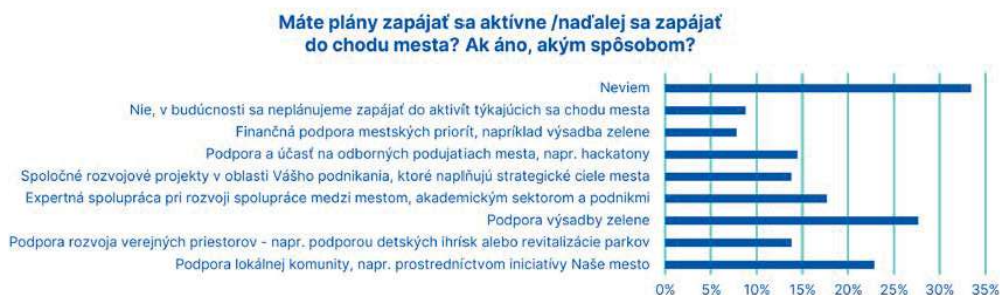 Máte plány zapájať sa aktívne /naďalej sa zapájať
do chodu mesta? Ak áno, akým spôsobom?
Neviem
Nie, v budúcnosti sa neplánujeme zapájať do aktivít týkajúcich sa chodu mesta
Finančná podpora mestských priorít, napríklad výsadba zelene
Podpora a účasť na odborných podujatiach mesta, napr. hackatony
Spoločné rozvojové projekty v oblasti Vášho podnikania, ktoré naplňujú strategické ciele mesta
Expertná spolupráca pri rozvoji spolupráce medzi mestom, akademickým sektorom a podnikmi
Podpora výsadby zelene
Podpora rozvoja verejných priestorov - napr. podporou detských ihrísk alebo revitalizácie parkov
Podpora lokálnej komunity, napr. prostredníctvom iniciatívy Naše mesto
0% 5% 10% 15% 20% 25% 30% 35%